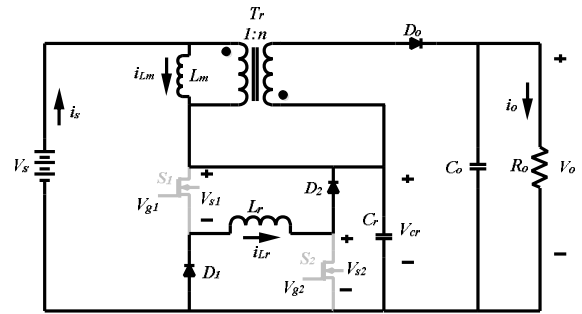 Tr
1:n
Do
iLm
Lm
is
io
Vs
S1
Vs1
Vg1
D2
Lr
Cr
Vcr
Co
Ro
Vo
iLr
D1
S2
Vs2
Vg2